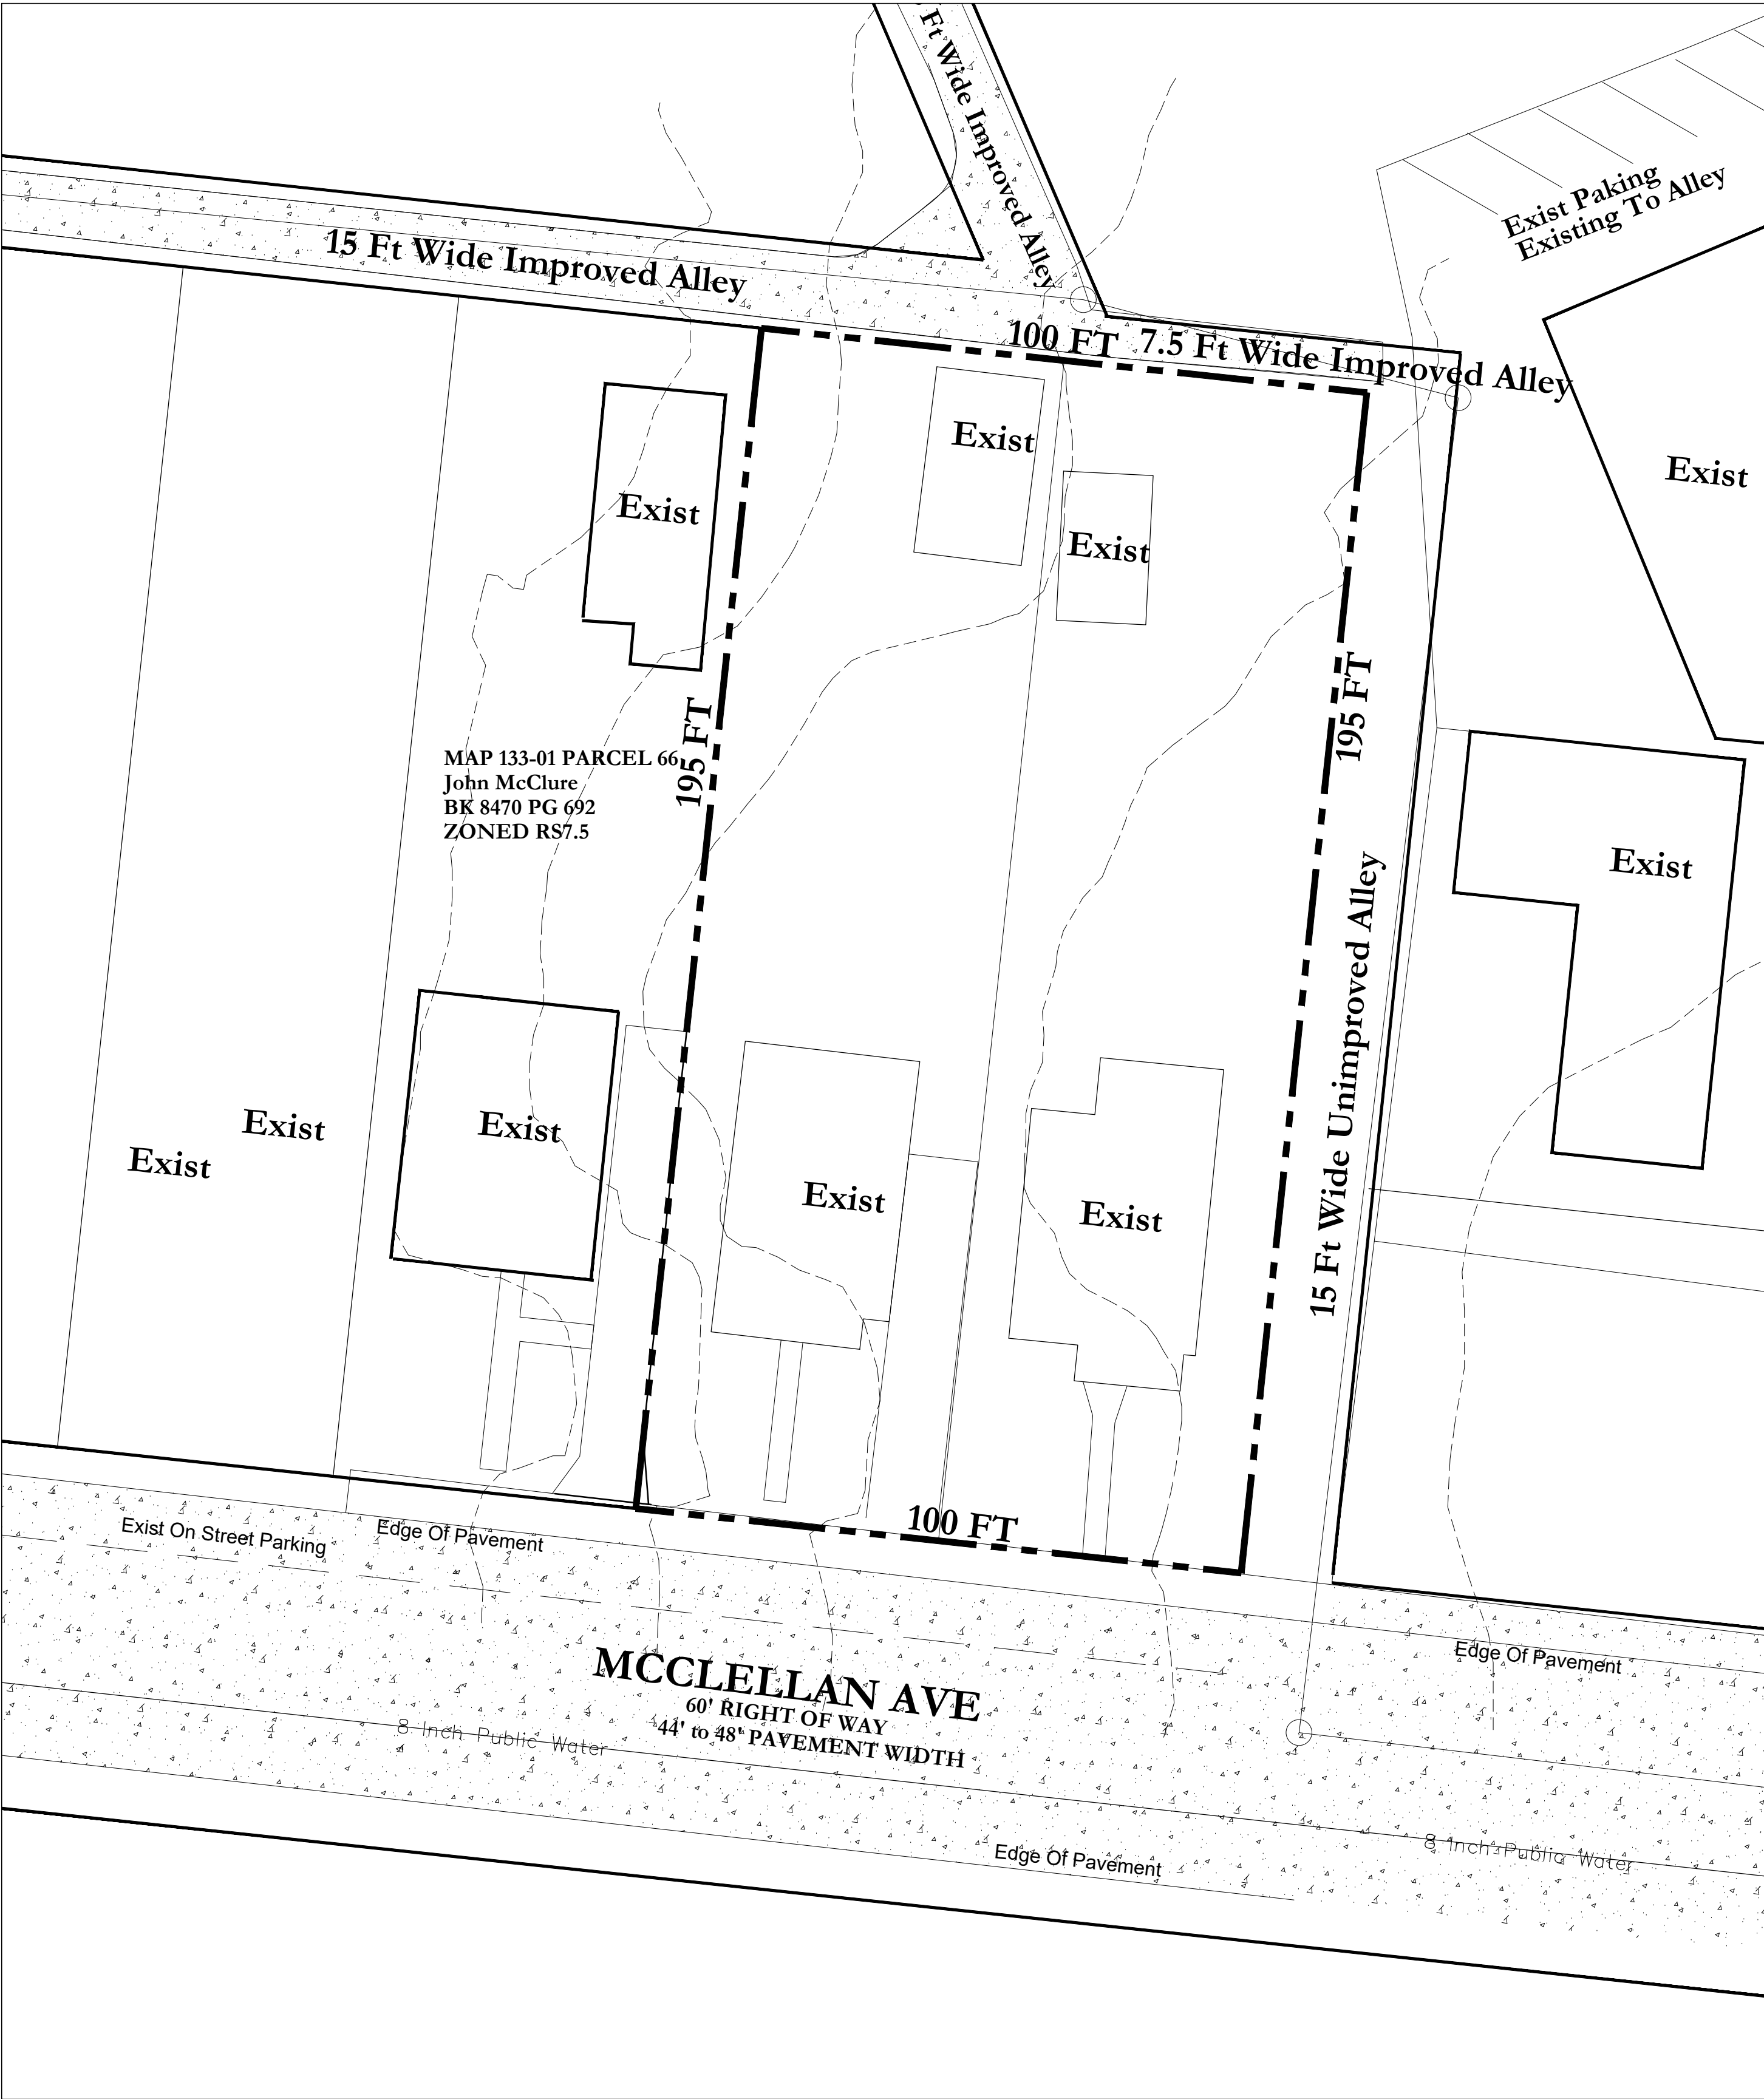 Ft Wide Improved Alley
Exist Paking
Existing To Alley
15 Ft Wide Improved Alley
100 FT
7.5 Ft Wide Improved Alley
Exist
Exist
Exist
Exist
MAP 133-01 PARCEL 66
John McClure
BK 8470 PG 692
ZONED RS7.5
195 FT
195 FT
Exist
15 Ft Wide Unimproved Alley
Exist
Exist
Exist
Exist
Exist
100 FT
Exist On Street Parking
Edge Of Pavement
MCCLELLAN AVE
60' RIGHT OF WAY
44' to 48' PAVEMENT WIDTH
Edge Of Pavement
8 Inch Public Water
8 Inch Public Water
Edge Of Pavement